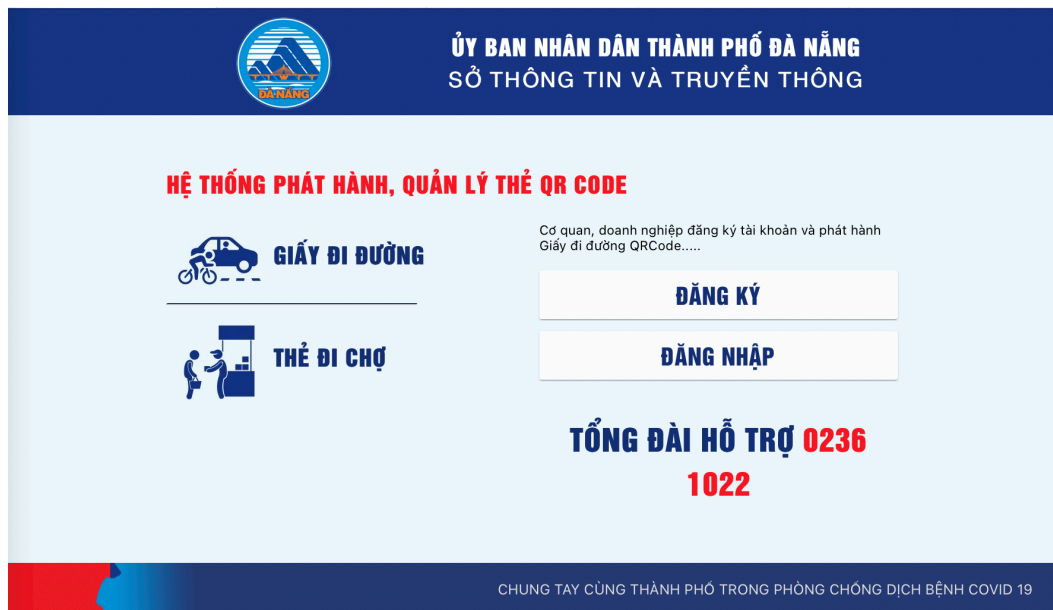 ĐÀ NẴNG
ỦY BAN NHÂN DÂN THÀNH PHỐ ĐÀ NẴNG
SỞ THÔNG TIN VÀ TRUYỀN THÔNG
HỆ THỐNG PHÁT HÀNH, QUẢN LÝ THẺ QR CODE
GIẤY ĐI ĐƯỜNG
THẺ ĐI CHỢ
Cơ quan, doanh nghiệp đăng ký tài khoản và phát hành
Giấy đi đường QRCode.....
ĐĂNG KÝ
ĐĂNG NHẬP
TỔNG ĐÀI HỖ TRỢ 0236
1022
CHUNG TAY CÙNG THÀNH PHỐ TRONG PHÒNG CHỐNG DỊCH BỆNH COVID 19